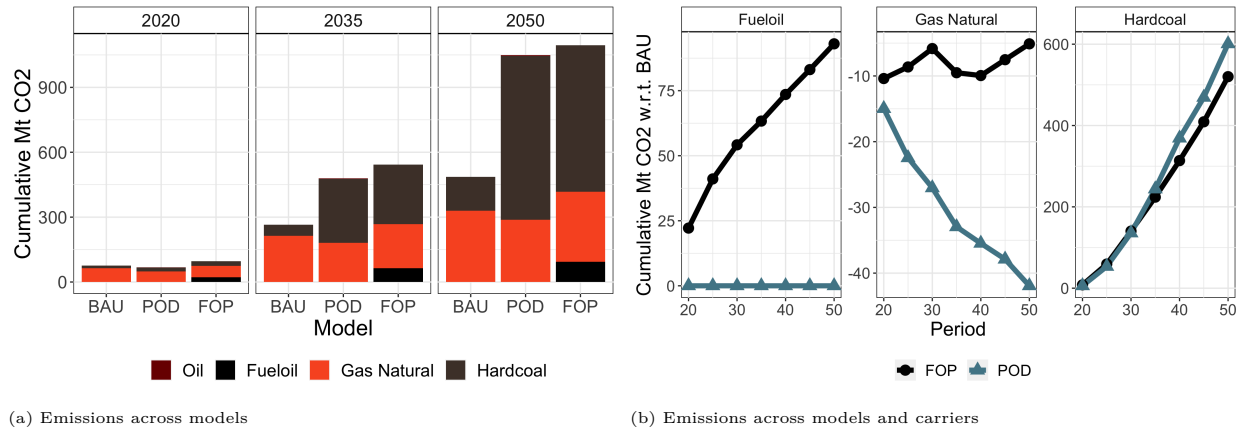 2020 2035 2050
Cumulative Mt CO2
900
600
300
0
BAU POD FOP BAU POD FOP BAU POD FOP
Model
Oil Fueloil Gas Natural Hardcoal
(a) Emissions across models
Fueloil Gas Natural Hardcoal
Cumulative Mt CO2 w.r.t. BAU
75
50
25
0
-10
-20
-30
-40
600
400
200
0
20 30 40 50 20 30 40 50 20 30 40 50
Period
FOP POD
(b) Emissions across models and carriers